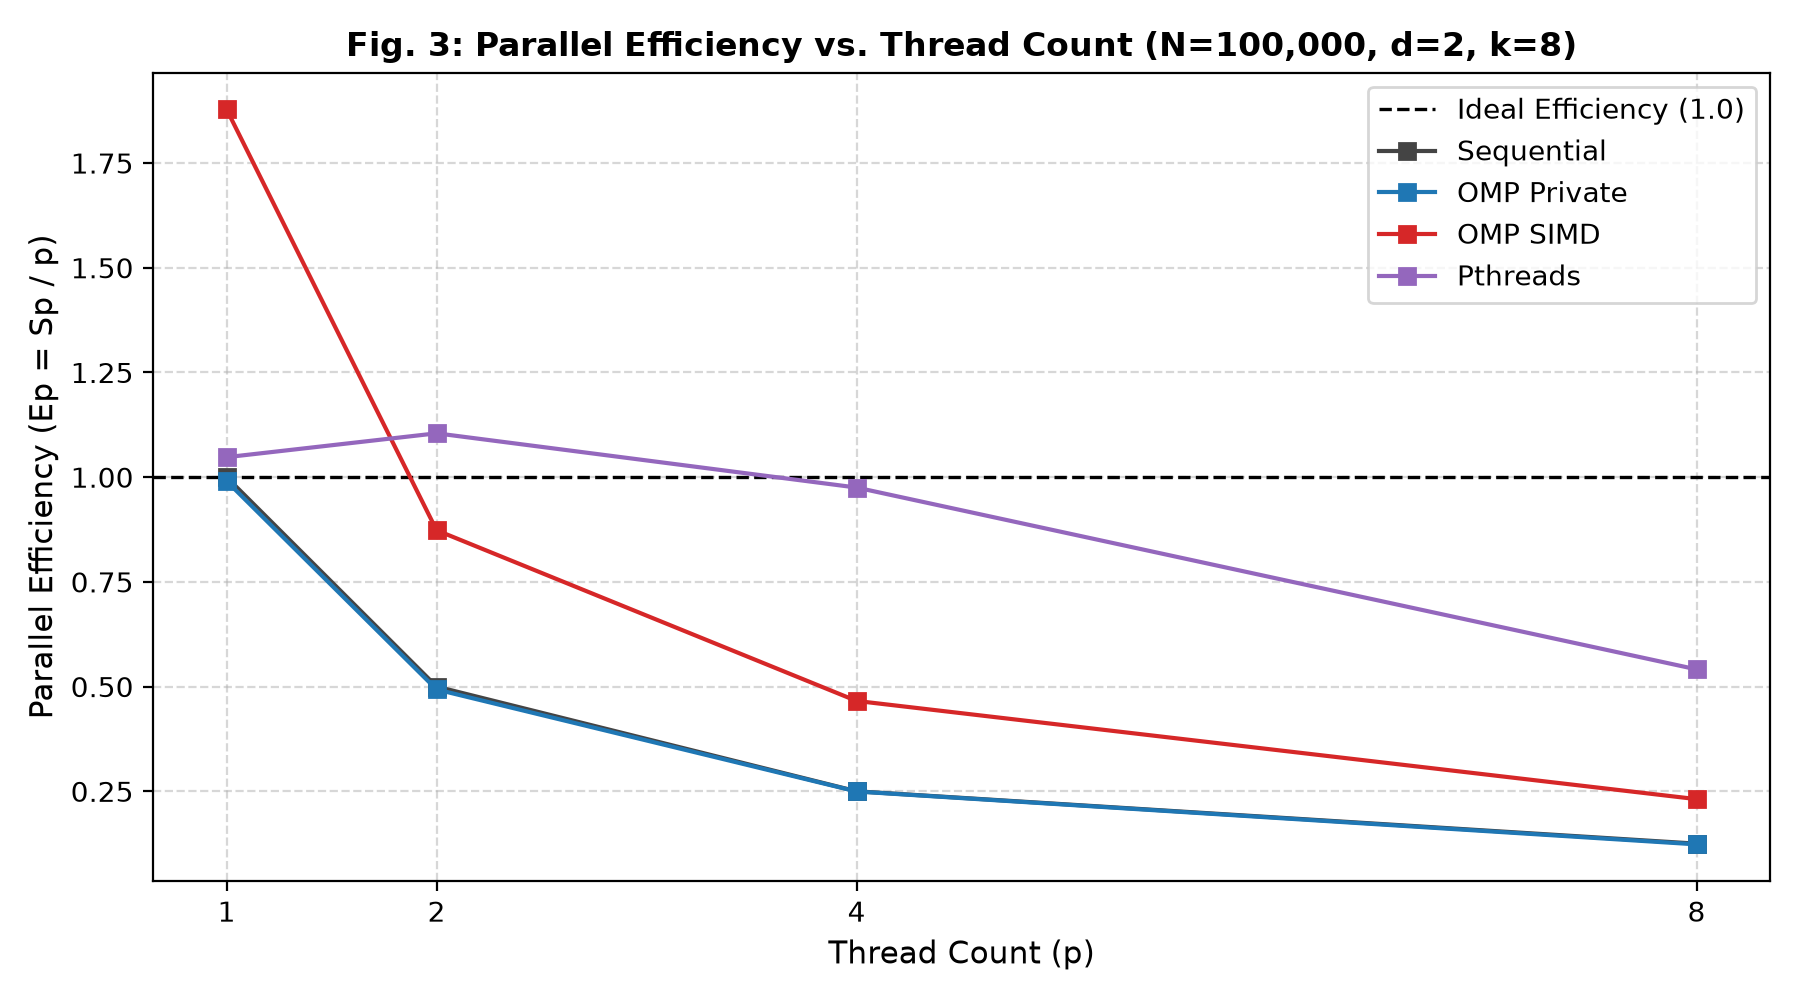 Fig. 3: Parallel Efficiency vs. Thread Count (N=100,000, d=2, k=8)
Parallel Efficiency (Ep = Sp / p)
1.75
1.50
1.25
1.00
0.75
0.50
0.25
Ideal Efficiency (1.0)
Sequential
OMP Private
OMP SIMD
Pthreads
1 2 4 8
Thread Count (p)